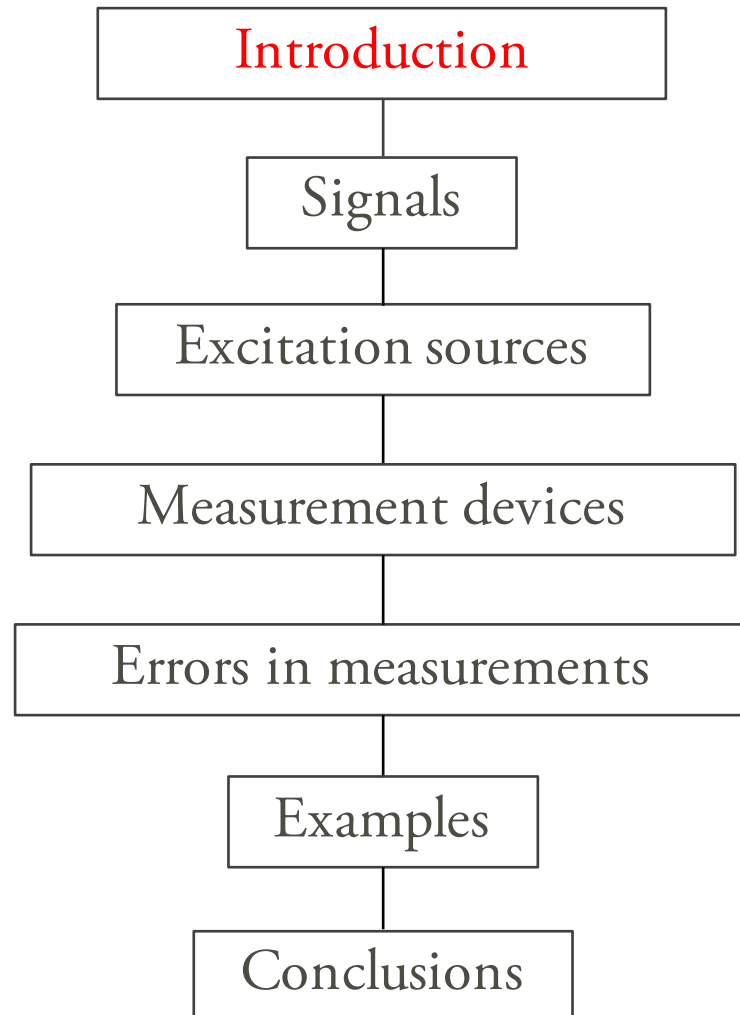 Introduction
Signals
Excitation sources
Measurement devices
Errors in measurements
Examples
Conclusions